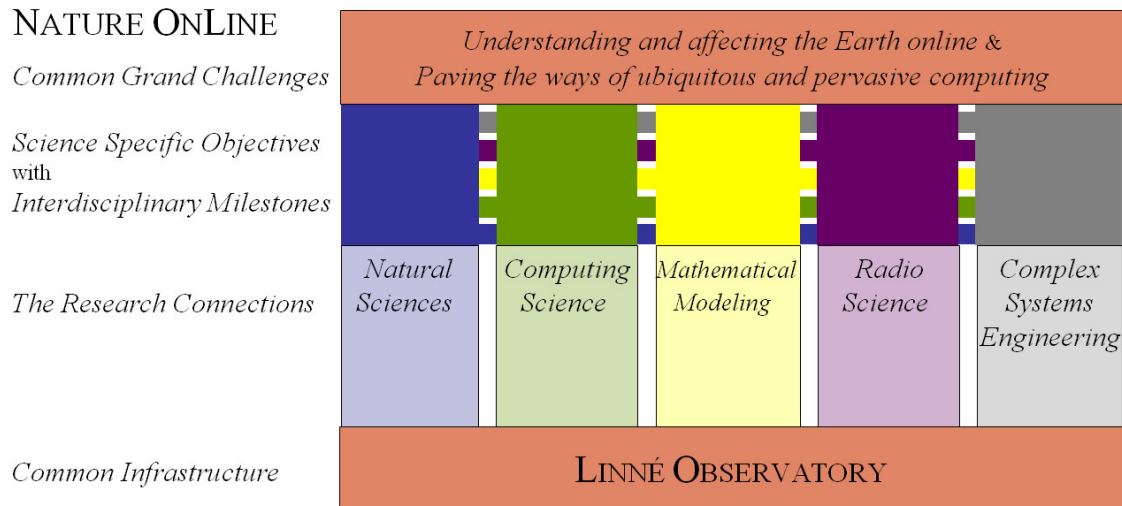 NATURE ONLINE
Understanding and affecting the Earth online &
Common Grand Challenges
Paving the ways of ubiquitous and pervasive computing
Science Specific Objectives
with
Interdisciplinary Milestones
The Research Connections
Natural
Sciences
Computing
Science
Mathematical
Modeling
Radio
Science
Complex
Systems
Engineering
Common Infrastructure
LINNÉ OBSERVATORY